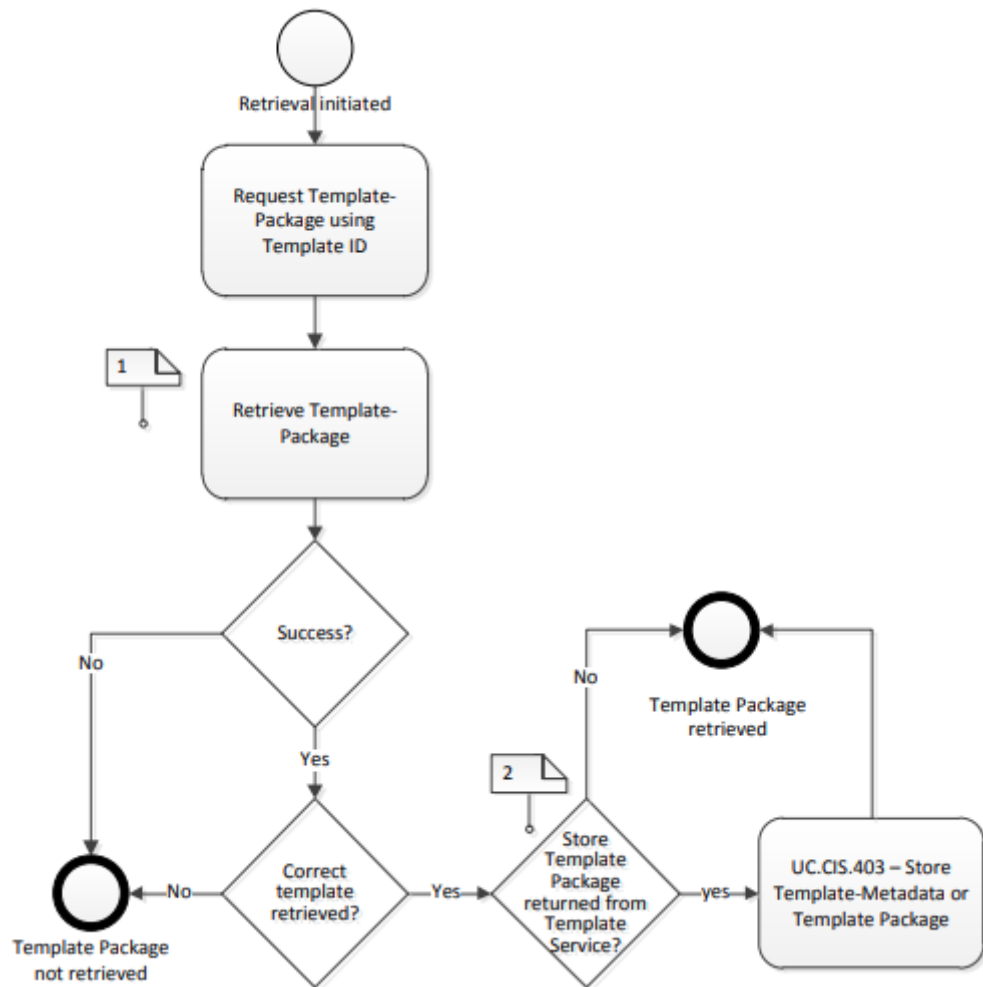 Retrieval initiated
Request Template-
Package using
Template ID
1
Retrieve Template-
Package
Success?
No
Yes
No
Template Package
retrieved
2
Correct
template
retrieved?
No
Yes
Store
Template
Package
returned from
Template
Service?
yes
UC.CIS.403 – Store
Template-Metadata or
Template Package
Template Package
not retrieved